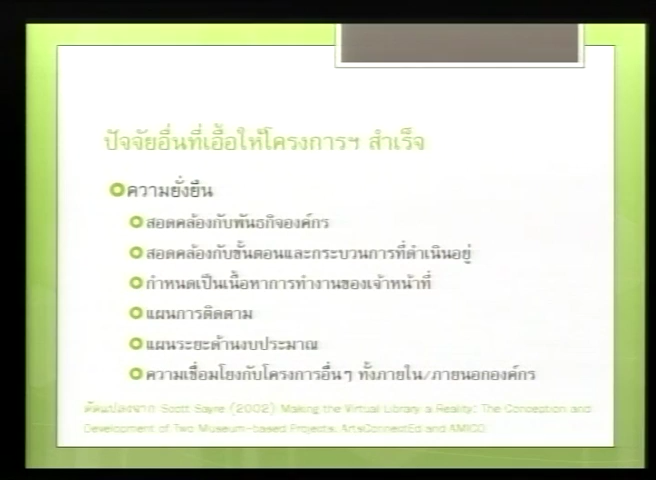 ปัจจัยอื่นที่เอื้อให้โครงการฯ สำเร็จ
ความยั่งยืน
สอดคล้องกับพันธกิจองค์กร
สอดคล้องกับขั้นตอนและกระบวนการที่ดำเนินอยู่
กำหนดเป็นเนื้อหาการทำงานของเจ้าหน้าที่
แผนการติดตาม
แผนระยะด้านงบประมาณ
ความเชื่อมโยงกับโครงการอื่นๆ ทั้งภายใน/ภายนอกองค์กร
ดัดแปลงจาก Scott Sayre (2002) Making the Virtual Library a Reality: The Conception and
Development of Two Museum-based Projects, ArtsConnectEd and AMICO